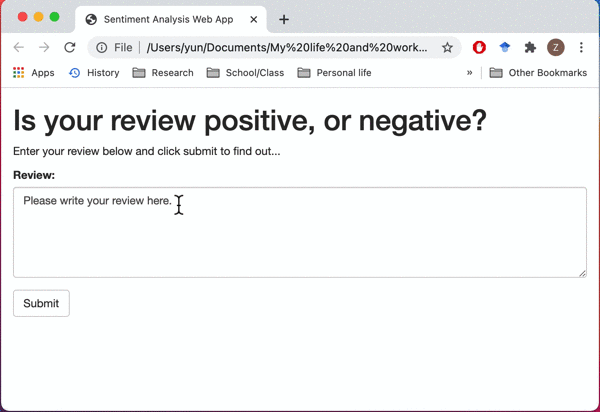 Sentiment Analysis Web App
File /Users/yun/Documents/My%20life%20and%20work...
Z
Apps History Research School/Class Personal life » Other Bookmarks
Is your review positive, or negative?
Enter your review below and click submit to find out...
Review:
Please write your review here.
Submit